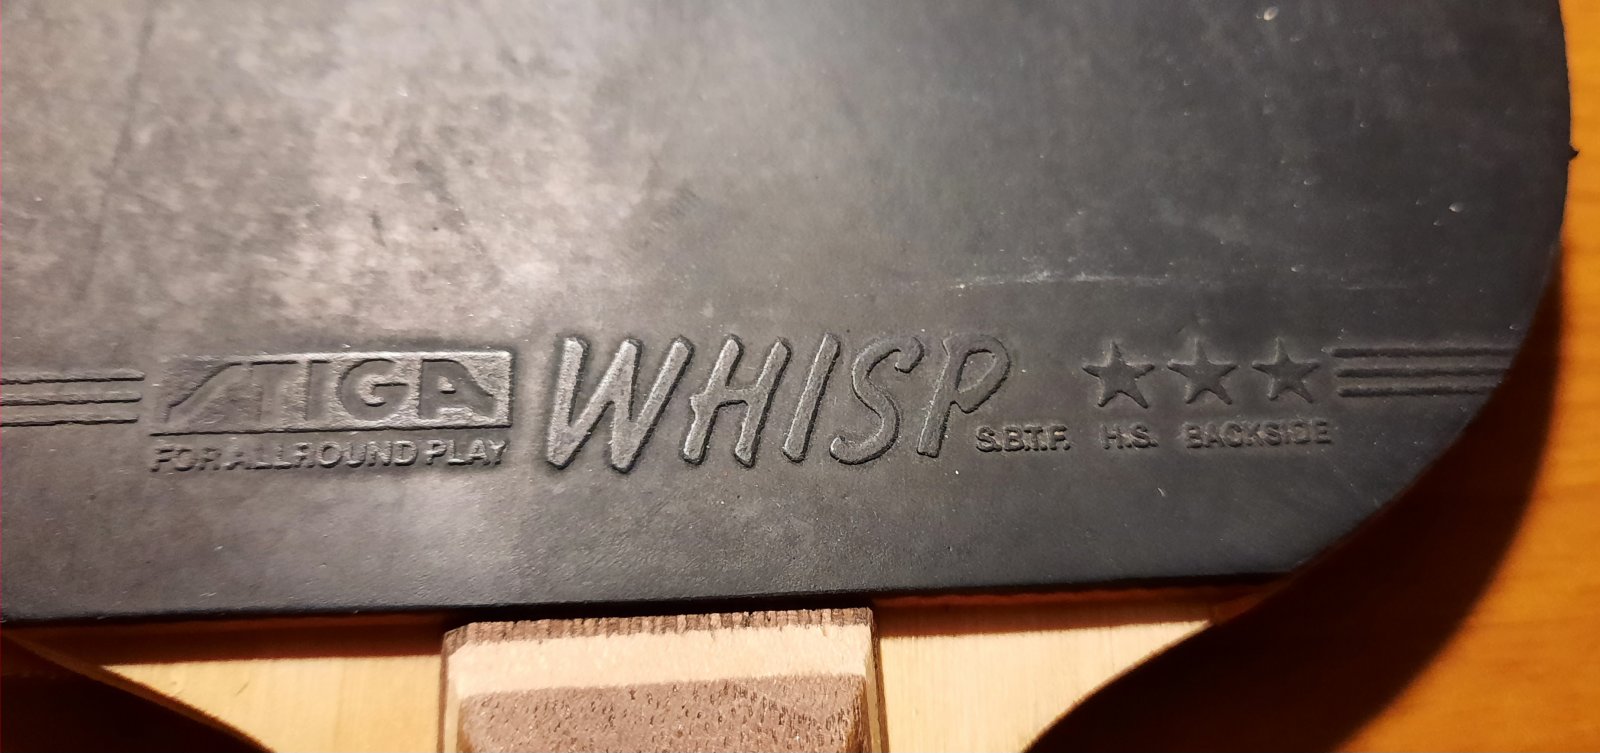 STIGA WHISP ★★★
FOR ALLROUND PLAY S.B.T.F. H.S. BACKSIDE